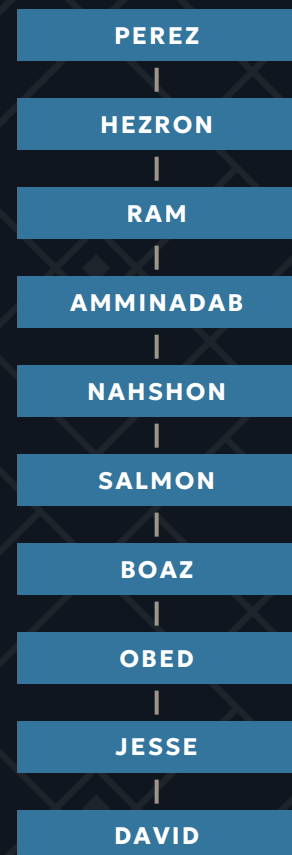 PEREZ
HEZRON
RAM
AMMINADAB
NAHSHON
SALMON
BOAZ
OBED
JESSE
DAVID